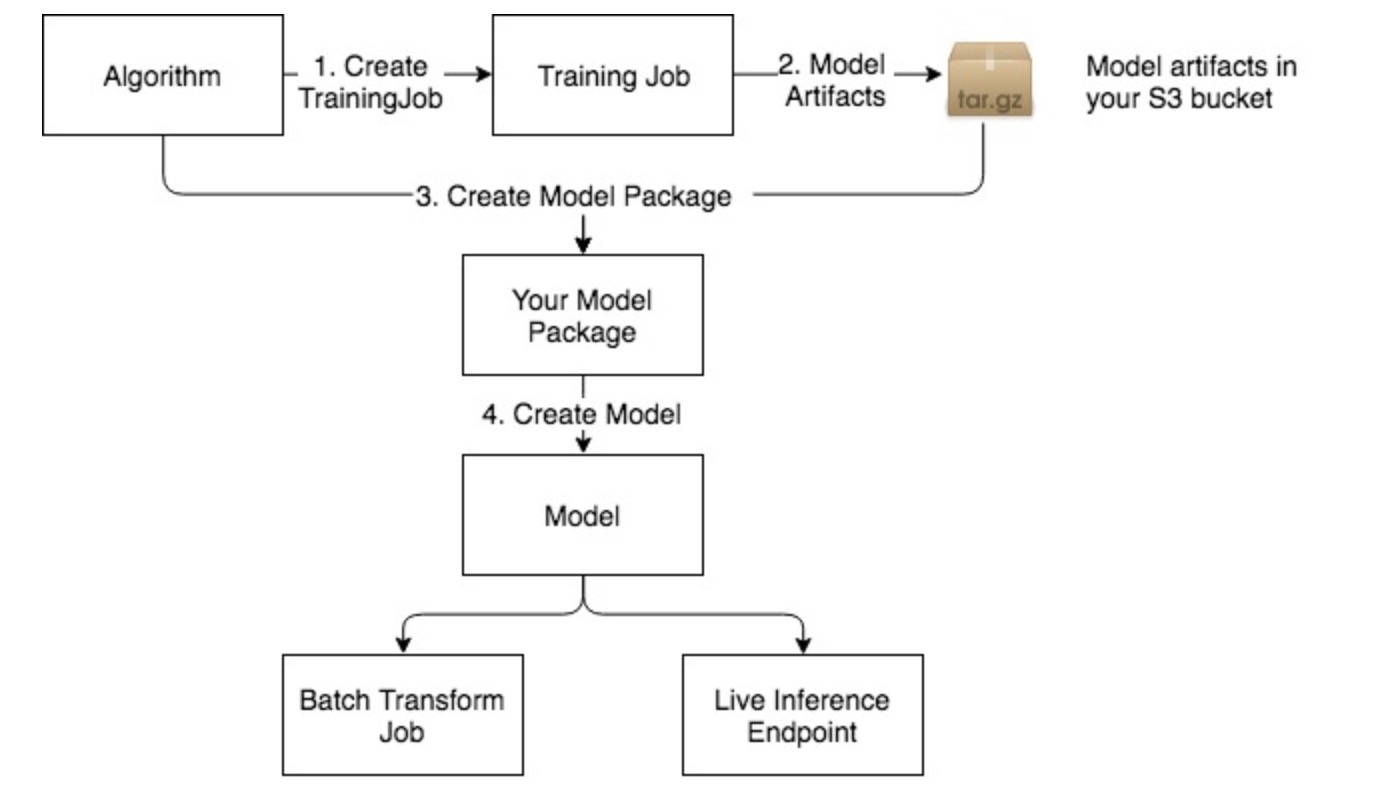 Algorithm
1. Create
TrainingJob
Training Job
2. Model
Artifacts
tar.gz
Model artifacts in
your S3 bucket
3. Create Model Package
Your Model
Package
4. Create Model
Model
Batch Transform
Job
Live Inference
Endpoint